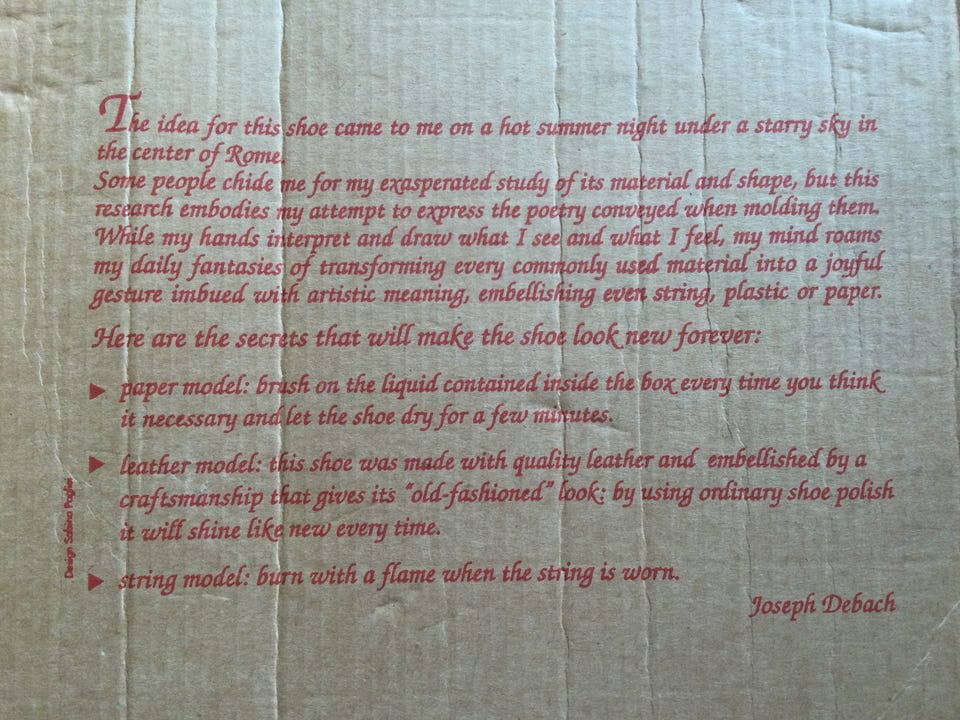 The idea for this shoe came to me on a hot summer night under a starry sky in
the center of Rome.
Some people chide me for my exasperated study of its material and shape, but this
research embodies my attempt to express the poetry conveyed when molding them.
While my hands interpret and draw what I see and what I feel, my mind roams
my daily fantasies of transforming every commonly used material into a joyful
gesture imbued with artistic meaning, embellishing even string, plastic or paper.
Here are the secrets that will make the shoe look new forever:
▶ paper model: brush on the liquid contained inside the box every time you think
it necessary and let the shoe dry for a few minutes.
▶ leather model: this shoe was made with quality leather and embellished by a
craftsmanship that gives its "old-fashioned" look: by using ordinary shoe polish
it will shine like new every time.
▶ string model: burn with a flame when the string is worn.
Joseph Debach
Design Sabina